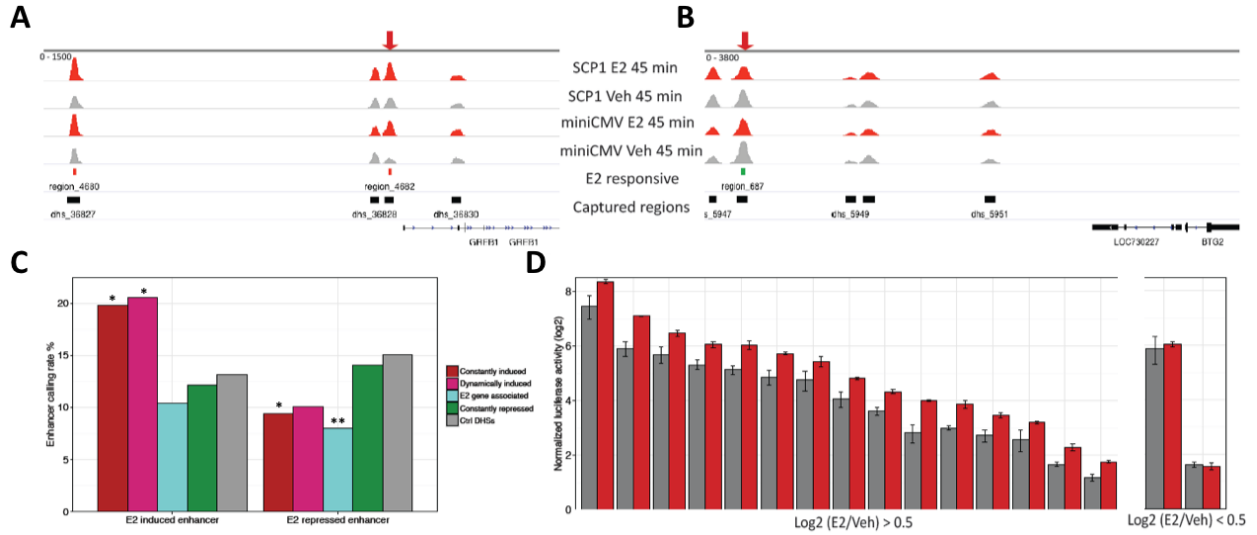 A
B
0 - 1500
0 - 3800
SCP1 E2 45 min
SCP1 Veh 45 min
miniCMV E2 45 min
miniCMV Veh 45 min
E2 responsive
Captured regions
region_4680
region_4682
dhs_36827
dhs_36828
dhs_36830
GREB1
GREB1
region_687
s_5947
dhs_5949
dhs_5951
LOC730227
BTG2
C
D
Enhancer calling rate %
20
15
10
5
0
*
*
*
**
E2 induced enhancer
E2 repressed enhancer
Constantly induced
Dynamically induced
E2 gene associated
Constantly repressed
Ctrl DHSs
Normalized luciferase activity (log2)
8
6
4
2
0
Log2 (E2/Veh) > 0.5
Log2 (E2/Veh) < 0.5